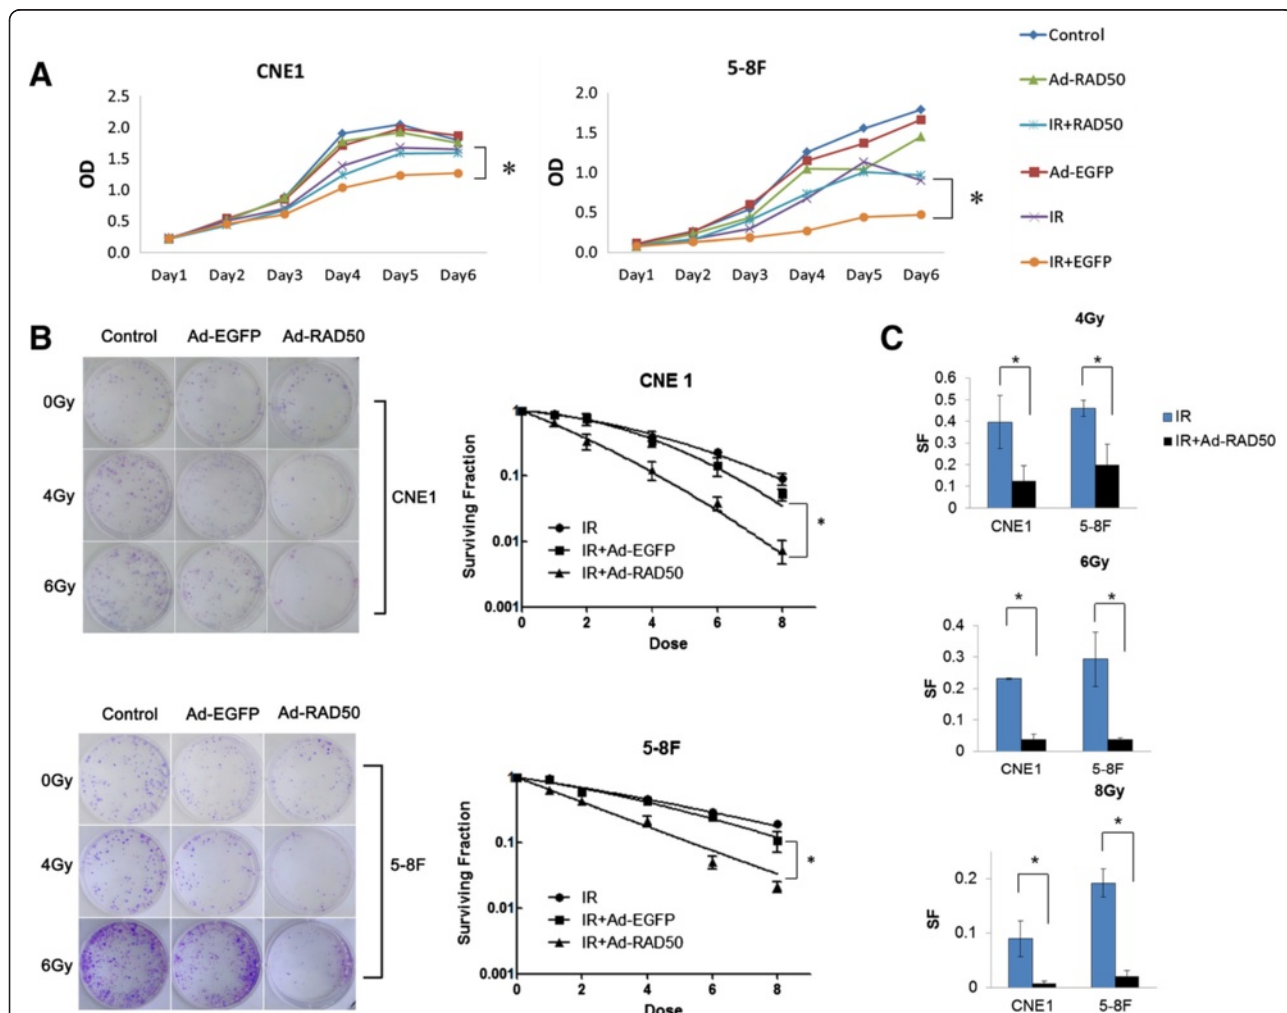 A
CNE1
OD
2.5
2.0
1.5
1.0
0.5
0.0
Day1 Day2 Day3 Day4 Day5 Day6
*
5-8F
OD
2.0
1.5
1.0
0.5
0.0
Day1 Day2 Day3 Day4 Day5 Day6
*
Control
Ad-RAD50
IR+RAD50
Ad-EGFP
IR
IR+EGFP
B
Control Ad-EGFP Ad-RAD50
0Gy
4Gy
6Gy
CNE1
CNE 1
Surviving Fraction
1
0.1
0.01
0.001
IR
IR+Ad-EGFP
IR+Ad-RAD50
*
0 2 4 6 8
Dose
Control Ad-EGFP Ad-RAD50
0Gy
4Gy
6Gy
5-8F
5-8F
Surviving Fraction
1
0.1
0.01
0.001
IR
IR+Ad-EGFP
IR+Ad-RAD50
*
0 2 4 6 8
Dose
C
4Gy
* *
SF
0.6
0.5
0.4
0.3
0.2
0.1
0
CNE1 5-8F
IR
IR+Ad-RAD50
6Gy
* *
SF
0.4
0.3
0.2
0.1
0
CNE1 5-8F
8Gy
* *
SF
0.2
0.1
0
CNE1 5-8F